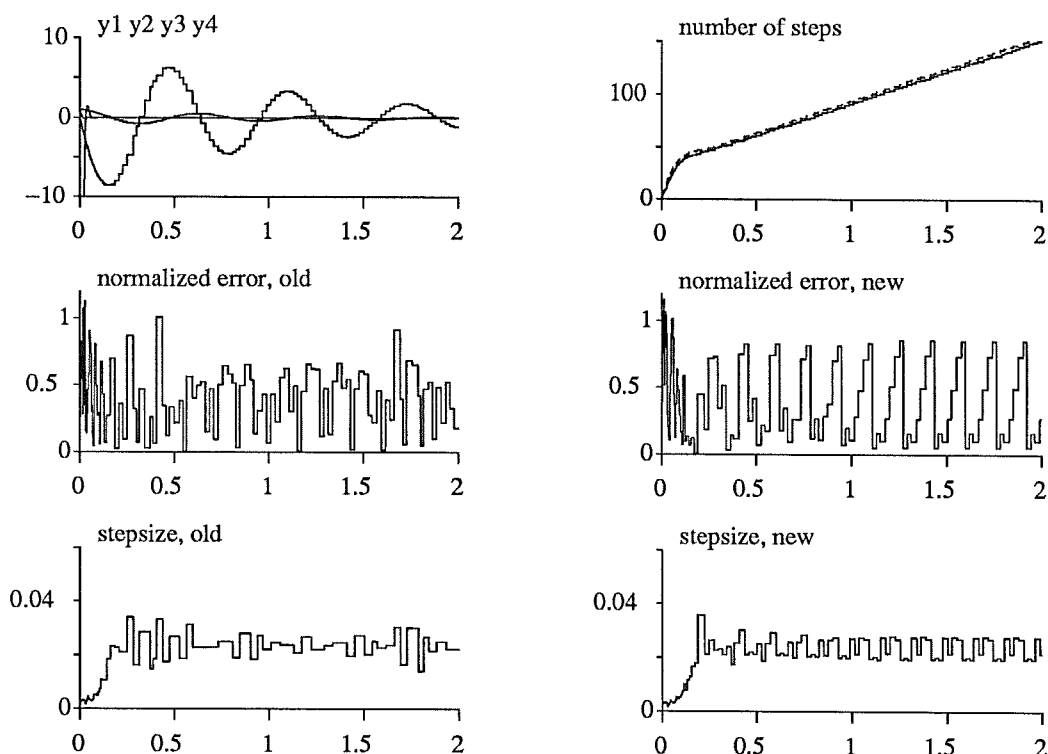 y1 y2 y3 y4
10
0
−10
0 0.5 1 1.5 2
number of steps
100
0
0 0.5 1 1.5 2
normalized error, old
1
0.5
0
0 0.5 1 1.5 2
normalized error, new
1
0.5
0
0 0.5 1 1.5 2
stepsize, old
0.04
0
0 0.5 1 1.5 2
stepsize, new
0.04
0
0 0.5 1 1.5 2